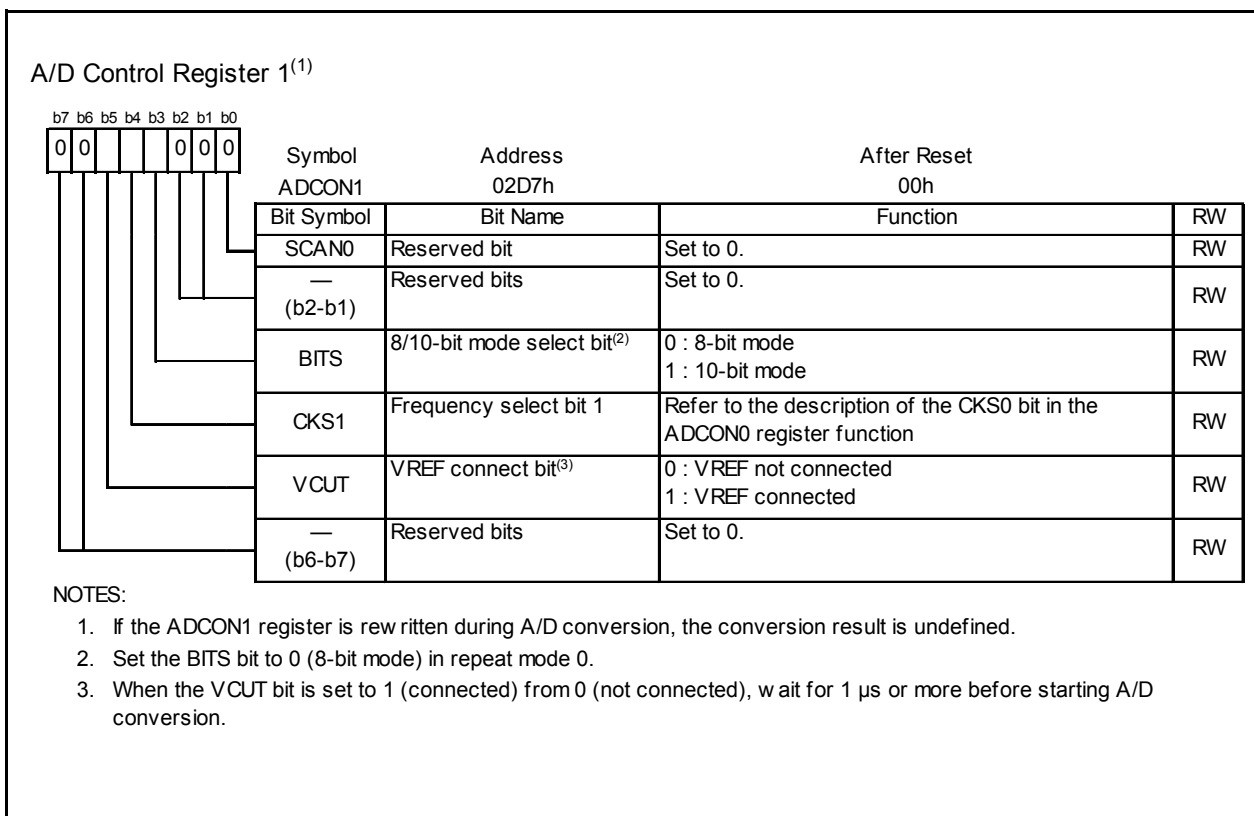 A/D Control Register 1(1)
b7 b6 b5 b4 b3 b2 b1 b0
0 0 0 0 0
Symbol Address After Reset
ADCON1 02D7h 00h
Bit Symbol Bit Name Function RW
SCAN0 Reserved bit Set to 0. RW
— Reserved bits Set to 0.
(b2-b1) RW
BITS 8/10-bit mode select bit(2) 0 : 8-bit mode RW
1 : 10-bit mode
CKS1 Frequency select bit 1 Refer to the description of the CKS0 bit in the RW
ADCON0 register function
VCUT VREF connect bit(3) 0 : VREF not connected RW
1 : VREF connected
— Reserved bits Set to 0.
(b6-b7) RW
NOTES:
1. If the ADCON1 register is rewritten during A/D conversion, the conversion result is undefined.
2. Set the BITS bit to 0 (8-bit mode) in repeat mode 0.
3. When the VCUT bit is set to 1 (connected) from 0 (not connected), wait for 1 µs or more before starting A/D
conversion.